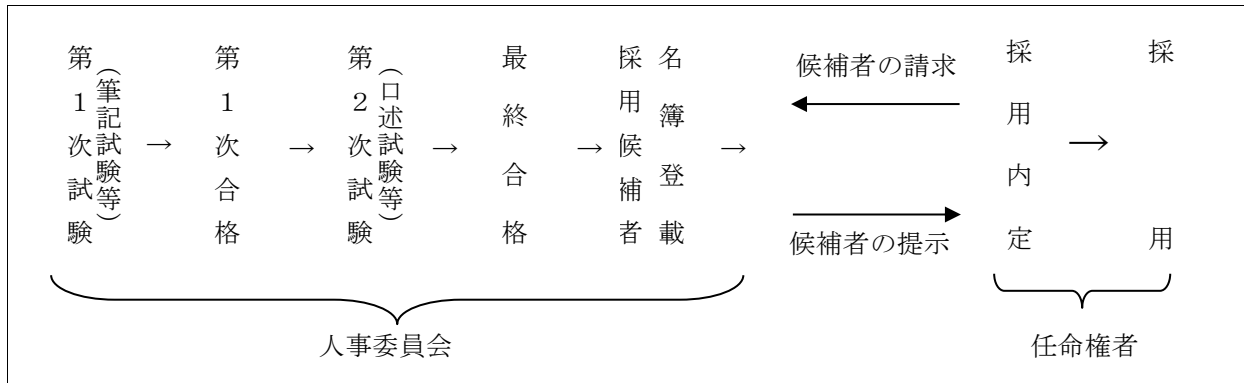 第１次試験
（筆記試験等）
→
第１次合格
→
第２次試験
（口述試験等）
→
最終合格
→
採用候補者
名簿登載
→
候補者の請求
候補者の提示
採用内定
→
採用
人事委員会
任命権者